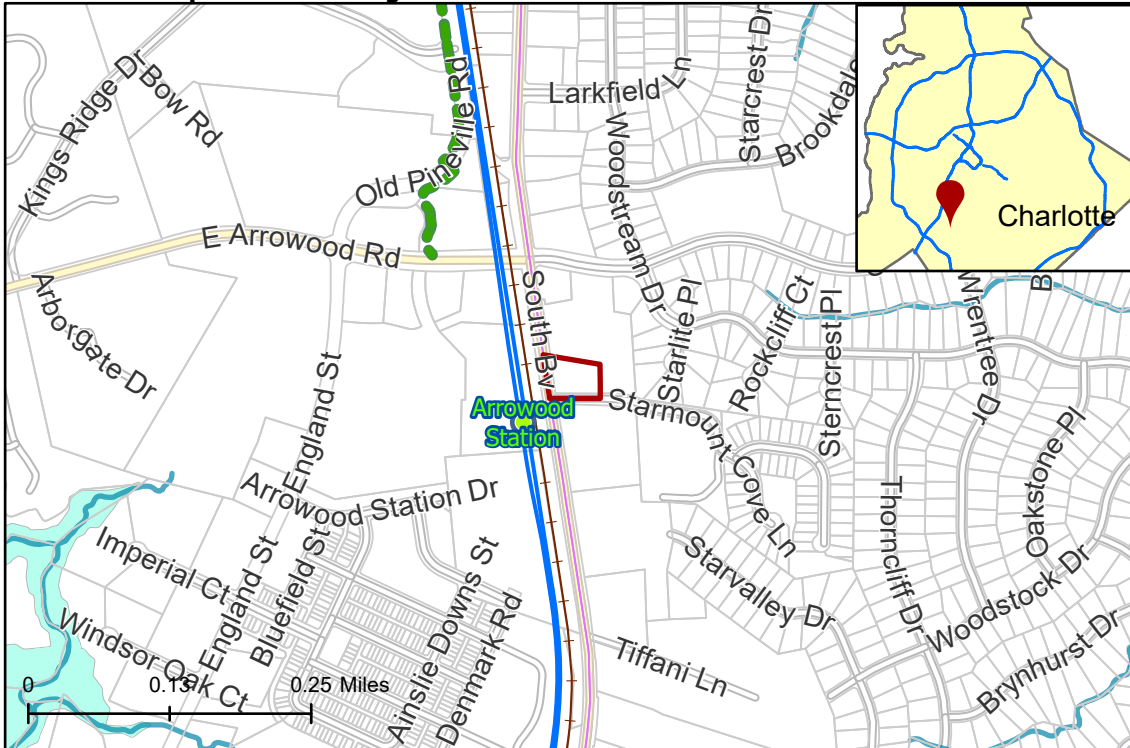 Kings Ridge Dr
Bow Rd
Old Pineville Rd
Larkfield Ln
Woodstream Dr
Starcrest Dr
Brookdale
Charlotte
E Arrowood Rd
South Bv
Arborgate Dr
England St
Starlite Pl
Rockcliff Ct
Sterncrest Pl
Wrentree Dr
B
Arrowood
Station
Starmount Cove Ln
Arrowood Station Dr
Oakstone Pl
Thorncliff Dr
Imperial Ct
England St
Bluefield St
Ainslie Downs St
Denmark Rd
Starvalley Dr
Woodstock Dr
Windsor Oak Ct
Tiffani Ln
Brynhurst Dr
0 0.13 0.25 Miles